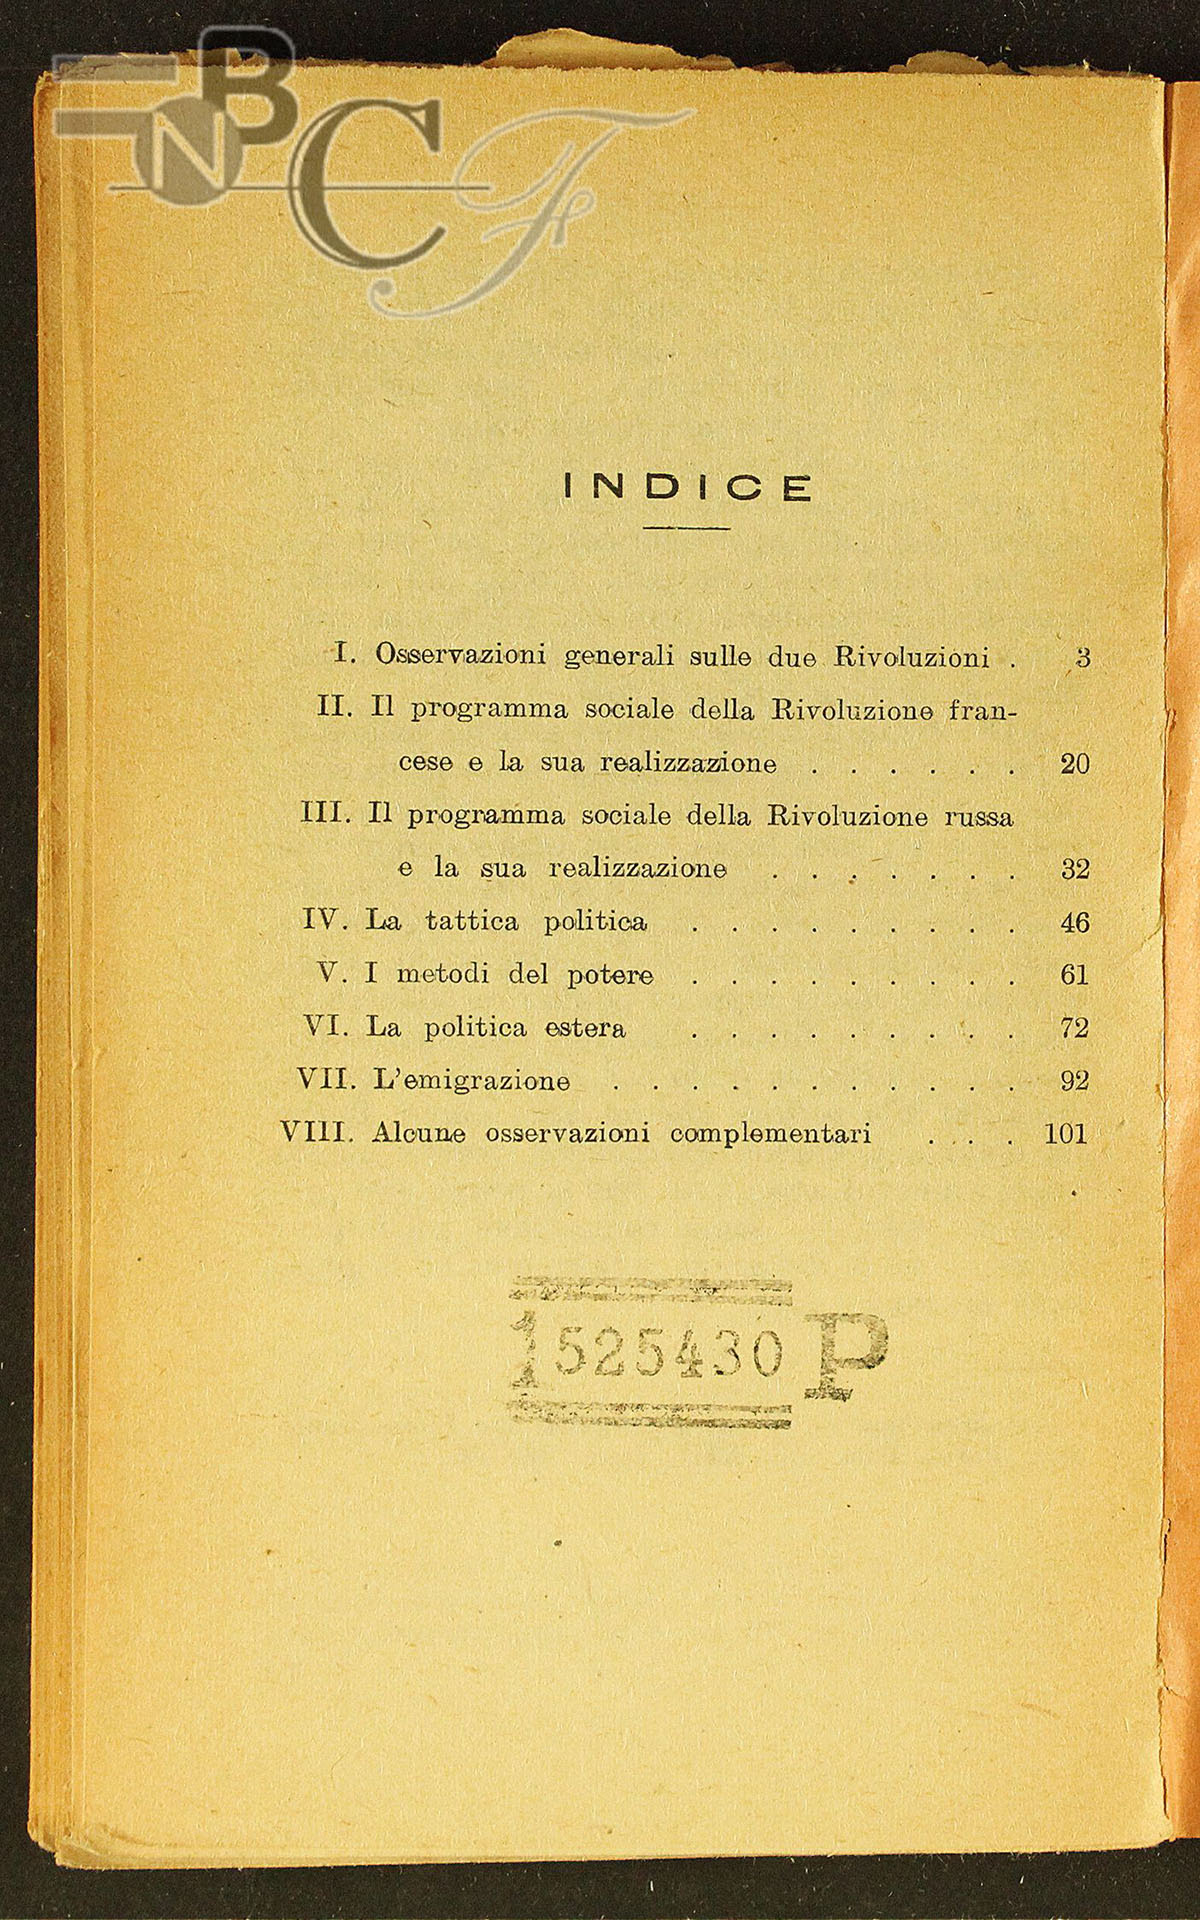 BNCF
INDICE
I. Osservazioni generali sulle due Rivoluzioni . 3
II. Il programma sociale della Rivoluzione fran-
cese e la sua realizzazione . . . . . . 20
III. Il programma sociale della Rivoluzione russa
e la sua realizzazione . . . . . . . 32
IV. La tattica politica . . . . . . . . . 46
V. I metodi del potere . . . . . . . . . 61
VI. La politica estera . . . . . . . . . 72
VII. L'emigrazione . . . . . . . . . . . 92
VIII. Alcune osservazioni complementari . . . 101
1525430 P